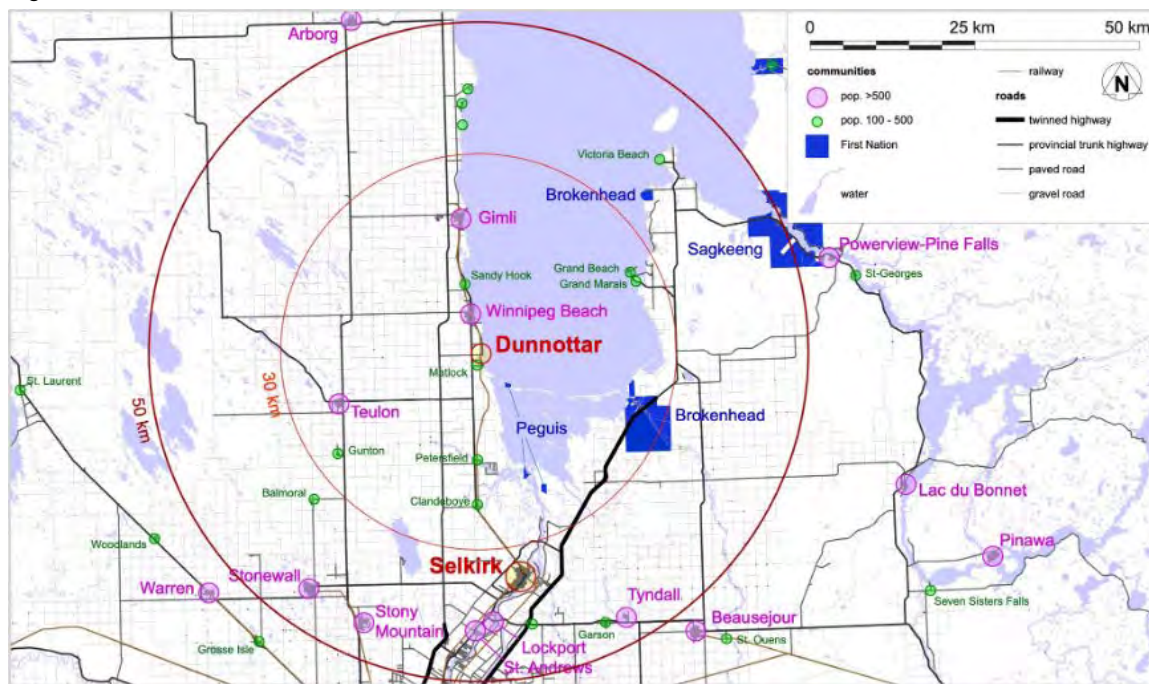 0
25 km
50 km
communities
railway
pop. >500
roads
N
pop. 100 - 500
twinned highway
First Nation
provincial trunk highway
paved road
water
gravel road
Arborg
Victoria Beach
Brokenhead
Gimli
Sagkeeng
Powerview-Pine Falls
Grand Beach
St-Georges
Sandy Hook
Grand Marais
Winnipeg Beach
Dunnottar
Matlock
St. Laurent
30 km
50 km
Teulon
Brokenhead
Peguis
Gunton
Petersfield
Balmoral
Clandeboye
Lac du Bonnet
Woodlands
Pinawa
Selkirk
Stonewall
Warren
Tyndall
Seven Sisters Falls
Stony
Mountain
Beausejour
Garson
St. Ouens
Grosse Isle
Lockport
St. Andrews